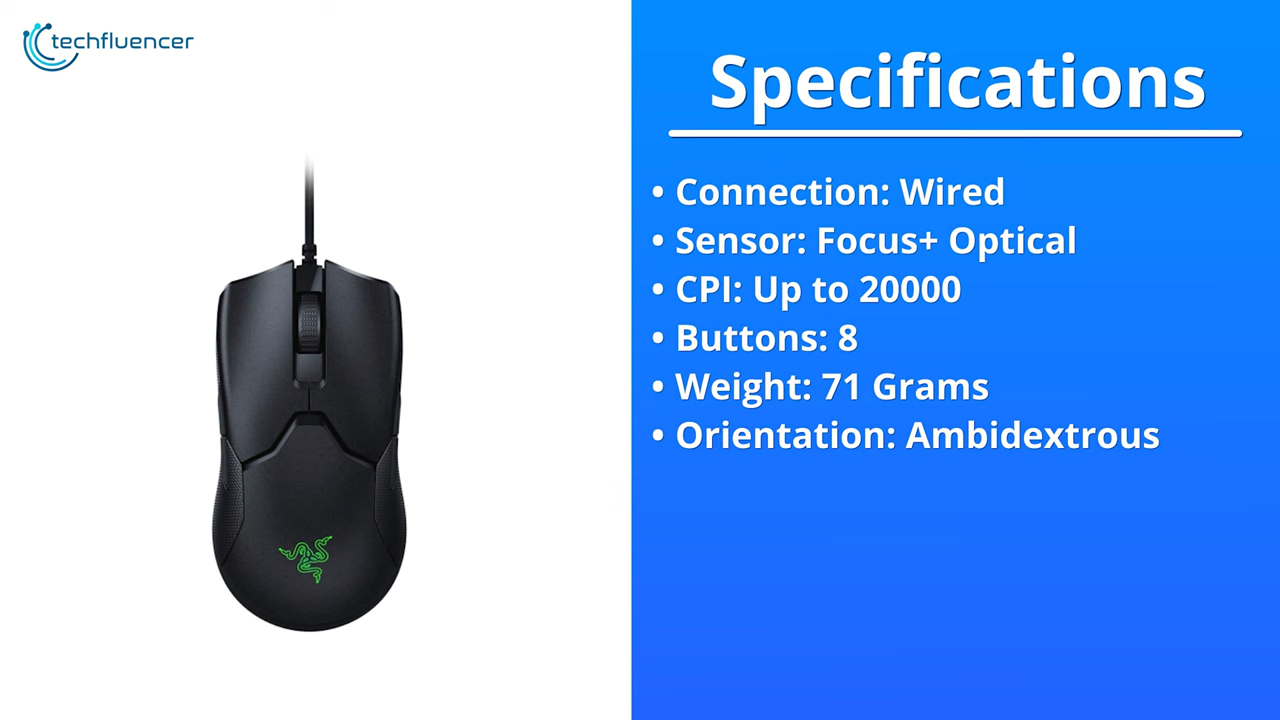 techfluencer
Specifications
• Connection: Wired
• Sensor: Focus+ Optical
• CPI: Up to 20000
• Buttons: 8
• Weight: 71 Grams
• Orientation: Ambidextrous